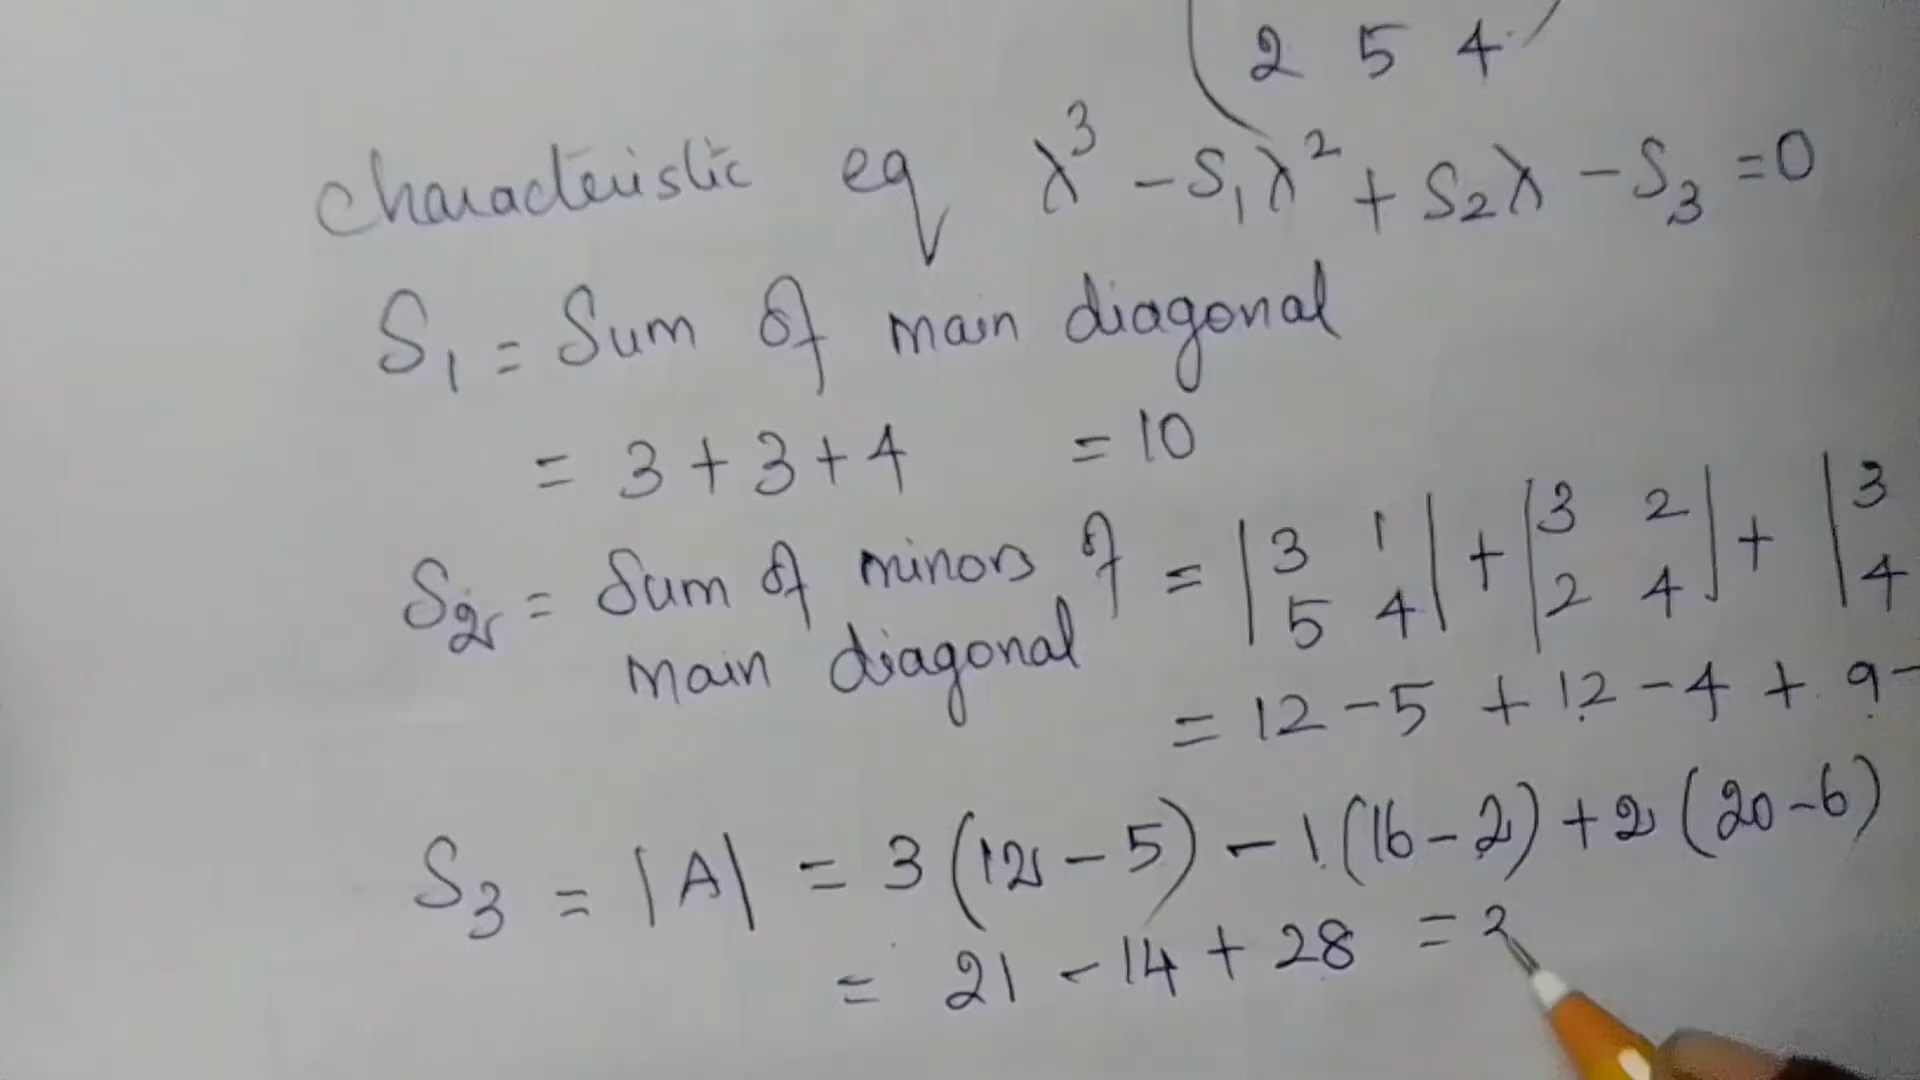 2 5 4
characteristic eq λ³ - S₁λ² + S₂λ - S₃ = 0
S₁ = Sum of main diagonal
= 3 + 3 + 4 = 10
S₂ = Sum of minors of main diagonal = |3 1| + |3 2| + |3
|5 4| |2 4| |4
= 12 - 5 + 12 - 4 + 9 -
S₃ = |A| = 3 (12 - 5) - 1 (16 - 2) + 2 (20 - 6)
= 21 - 14 + 28 = 3